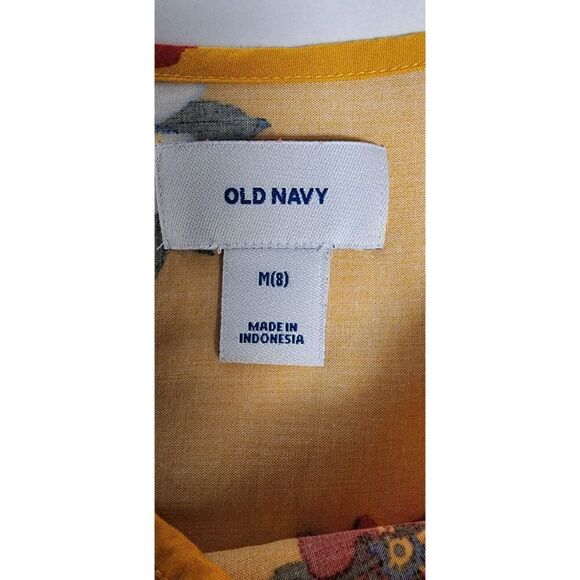 OLD NAVY
M(8)
MADE IN
INDONESIA